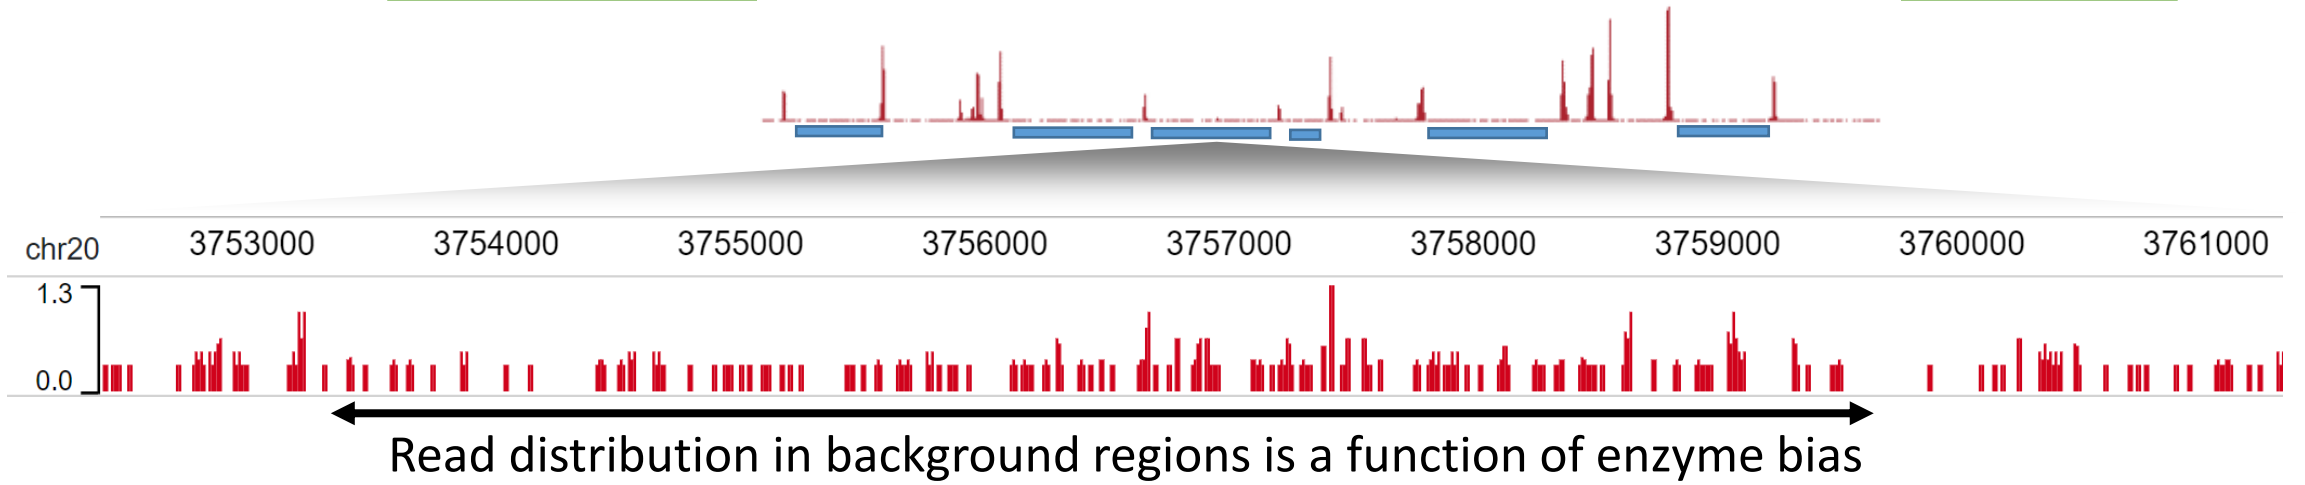 chr20 3753000 3754000 3755000 3756000 3757000 3758000 3759000 3760000 3761000
1.3
0.0
Read distribution in background regions is a function of enzyme bias